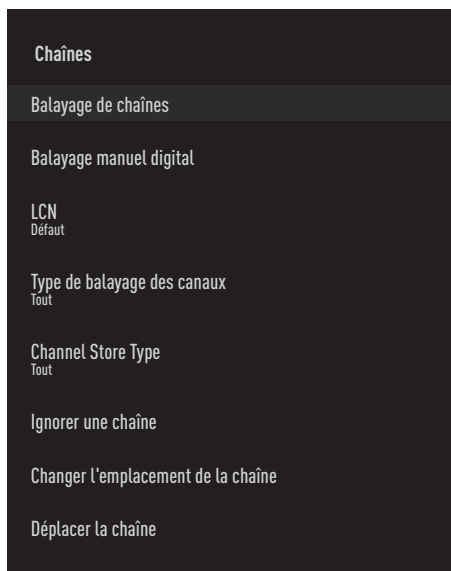 Chaînes
Balayage de chaînes
Balayage manuel digital
LCN
Défaut
Type de balayage des canaux
Tout
Channel Store Type
Tout
Ignorer une chaîne
Changer l'emplacement de la chaîne
Déplacer la chaîne